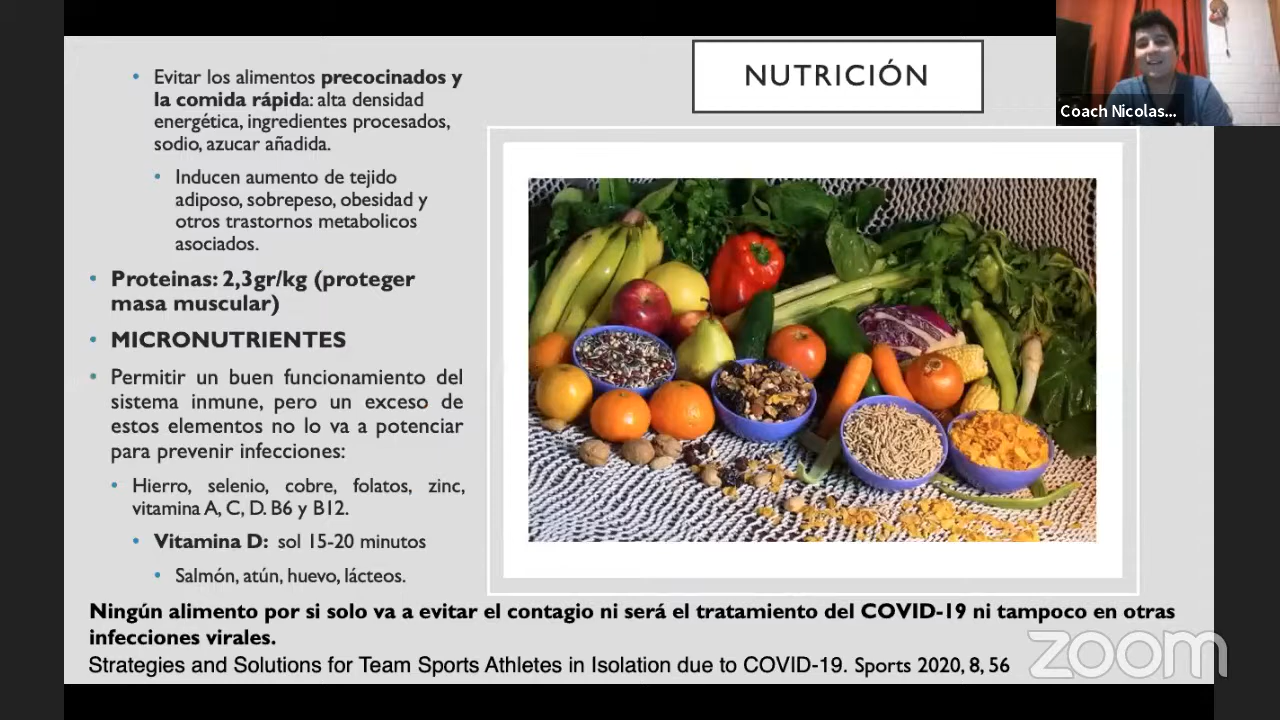 • Evitar los alimentos precocinados y
la comida rápida: alta densidad
energética, ingredientes procesados,
sodio, azucar añadida.
• Inducen aumento de tejido
adiposo, sobrepeso, obesidad y
otros trastornos metabolicos
asociados.
• Proteinas: 2,3gr/kg (proteger
masa muscular)
• MICRONUTRIENTES
• Permitir un buen funcionamiento del
sistema inmune, pero un exceso de
estos elementos no lo va a potenciar
para prevenir infecciones:
• Hierro, selenio, cobre, folatos, zinc,
vitamina A, C, D. B6 y B12.
• Vitamina D: sol 15-20 minutos
• Salmón, atún, huevo, lácteos.
NUTRICIÓN
Coach Nicolas...
Ningún alimento por si solo va a evitar el contagio ni será el tratamiento del COVID-19 ni tampoco en otras
infecciones virales.
Strategies and Solutions for Team Sports Athletes in Isolation due to COVID-19. Sports 2020, 8, 56
zoom